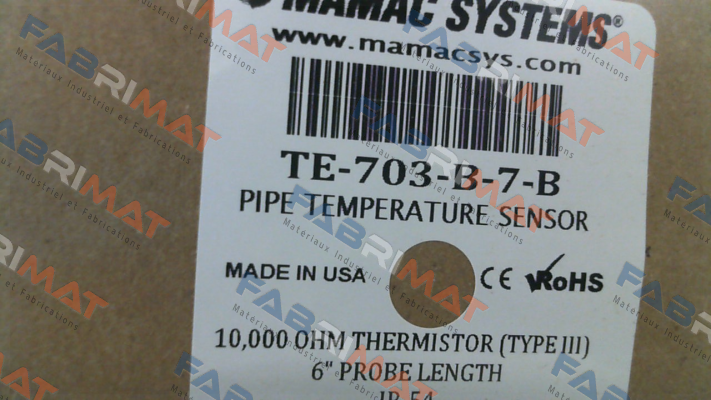 MAMAC SYSTEMS®
www.mamacsys.com
TE-703-B-7-B
PIPE TEMPERATURE SENSOR
MADE IN USA CE RoHS
10,000 OHM THERMISTOR (TYPE III)
6" PROBE LENGTH
FABRIMAT
Materiaux Industriel et Fabrications